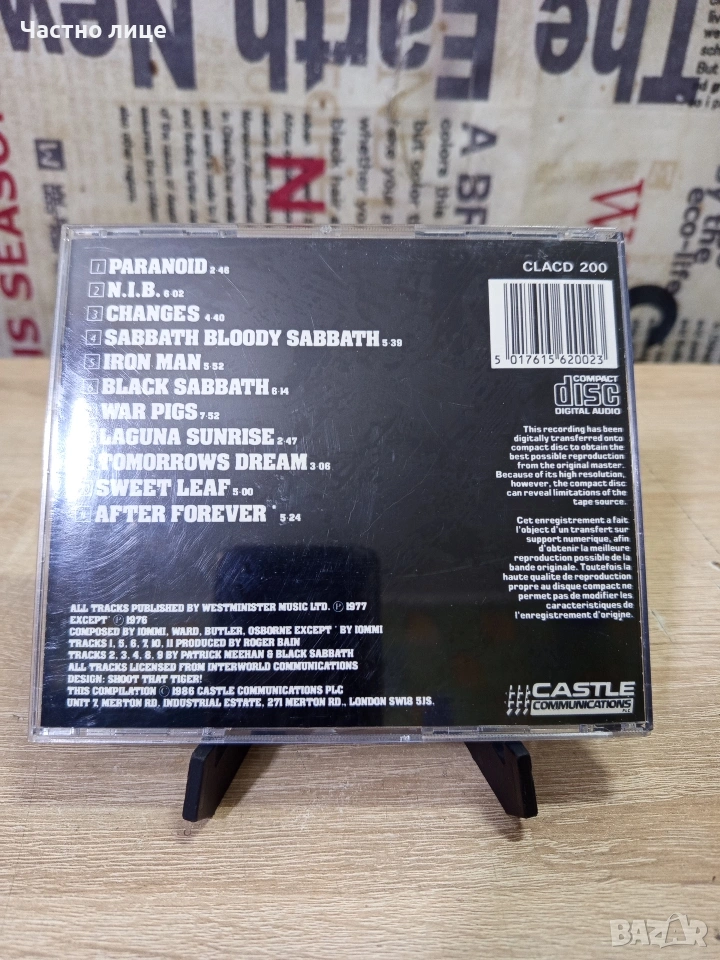 Частно лице
The Earth New
CLACD 200
1 PARANOID 2·48
2 N.I.B. 6·02
3 CHANGES 4·40
4 SABBATH BLOODY SABBATH 5·39
5 IRON MAN 5·52
6 BLACK SABBATH 6·14
WAR PIGS 7·52
LAGUNA SUNRISE 2·47
TOMORROWS DREAM 3·06
SWEET LEAF 5·00
AFTER FOREVER * 5·24
5 017615 620023
COMPACT
disc
DIGITAL AUDIO
This recording has been
digitally transferred onto
compact disc to obtain the
best possible reproduction
from the original master.
Because of its high resolution,
however, the compact disc
can reveal limitations of the
tape source.
Cet enregistrement a fait
l'object d'un transfert sur
support numerique, afin
d'obtenir la meilleure
reproduction possible de la
bande originale. Toutefois la
haute qualite de reproduction
propre au disque compact ne
permet pas de modifier les
caracteristiques de
l'enregistrement d'origine.
ALL TRACKS PUBLISHED BY WESTMINISTER MUSIC LTD. ℗ 1977
EXCEPT * ℗ 1976
COMPOSED BY IOMMI, WARD, BUTLER, OSBORNE EXCEPT * BY IOMMI
TRACKS 1, 5, 6, 7, 10, 11 PRODUCED BY ROGER BAIN
TRACKS 2, 3, 4, 8, 9 BY PATRICK MEEHAN & BLACK SABBATH
ALL TRACKS LICENSED FROM INTERWORLD COMMUNICATIONS
DESIGN: SHOOT THAT TIGER!
THIS COMPILATION ℗ 1986 CASTLE COMMUNICATIONS PLC
UNIT 7, MERTON RD, INDUSTRIAL ESTATE, 271 MERTON RD., LONDON SW18 5JS.
CASTLE
COMMUNICATIONS
PLC
BAZAR